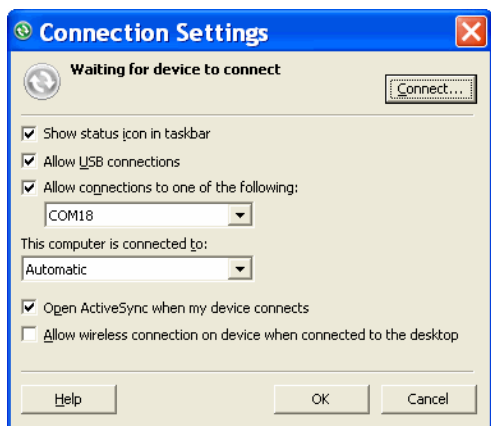 Connection Settings
Waiting for device to connect
Connect...
Show status icon in taskbar
Allow USB connections
Allow connections to one of the following:
COM18
This computer is connected to:
Automatic
Open ActiveSync when my device connects
Allow wireless connection on device when connected to the desktop
Help OK Cancel